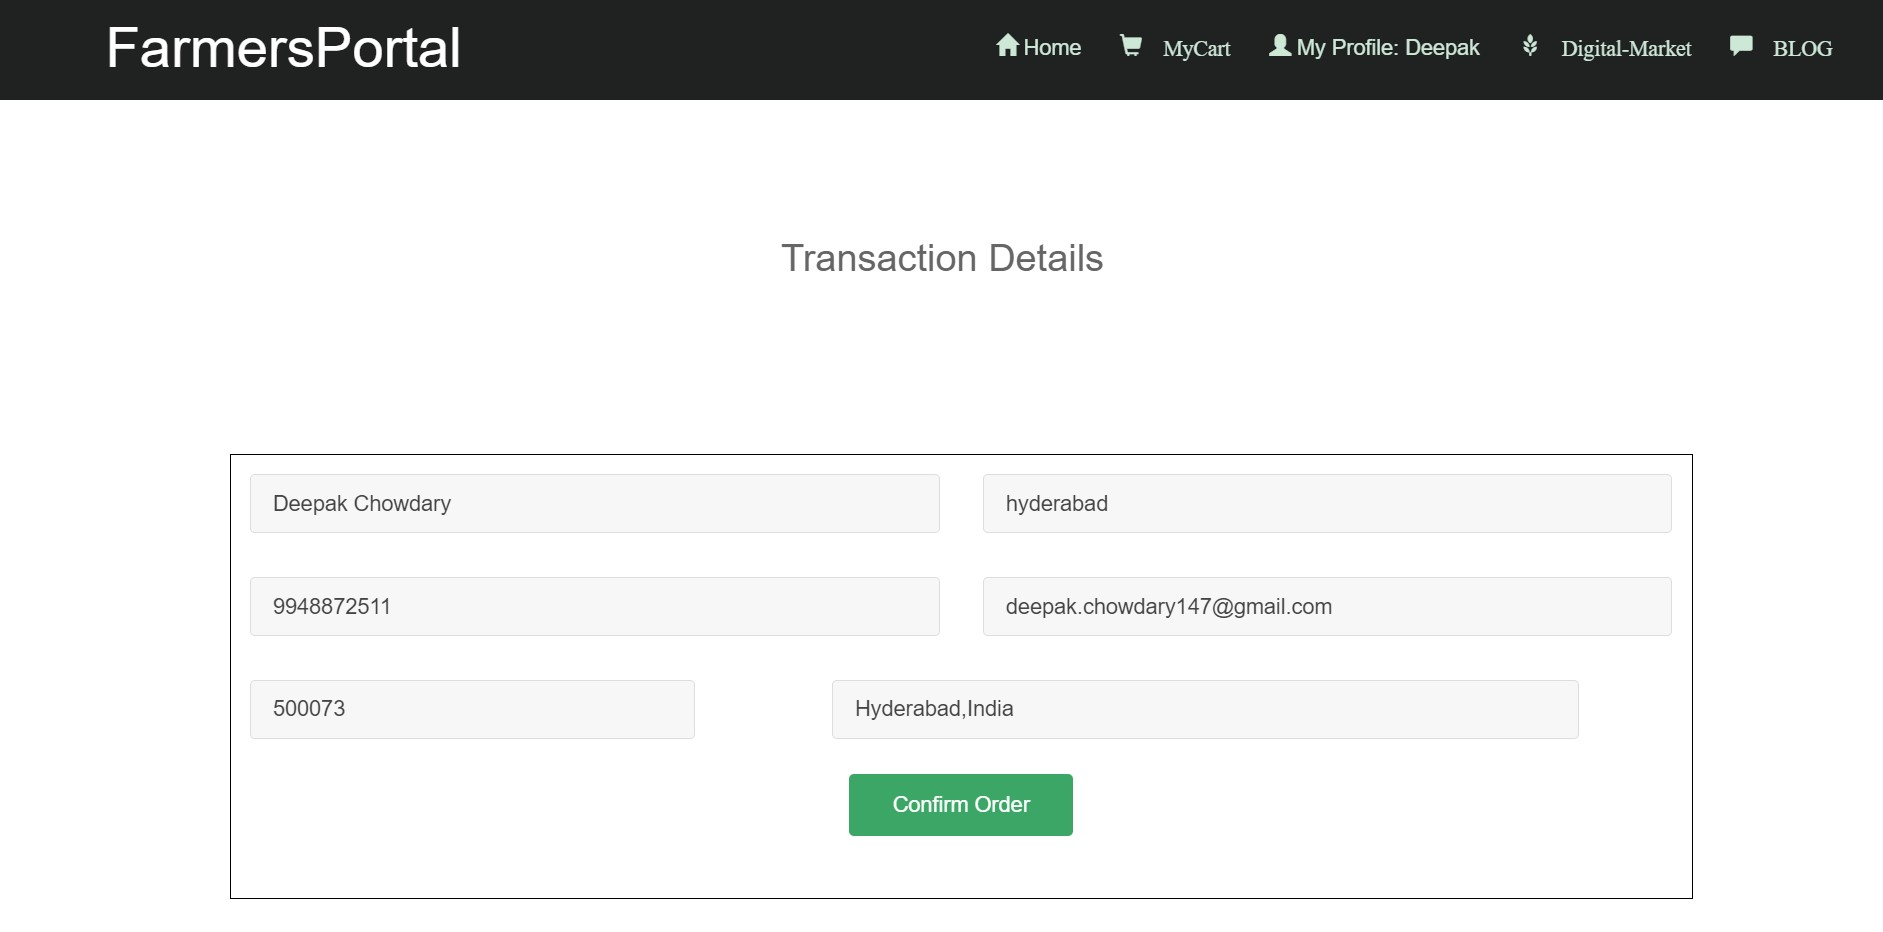 FarmersPortal
Home MyCart My Profile: Deepak Digital-Market BLOG
Transaction Details
Deepak Chowdary hyderabad
9948872511 deepak.chowdary147@gmail.com
500073 Hyderabad,India
Confirm Order